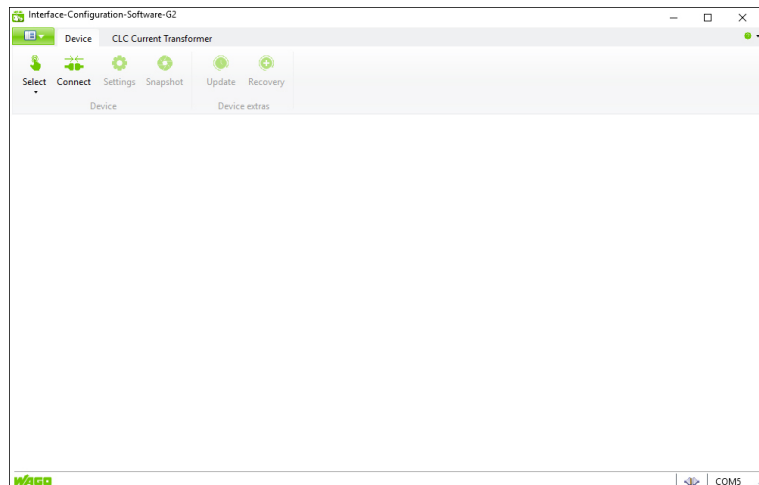 Interface-Configuration-Software-G2
Device CLC Current Transformer
Select Connect Settings Snapshot Update Recovery
Device Device extras
WAGO COM5